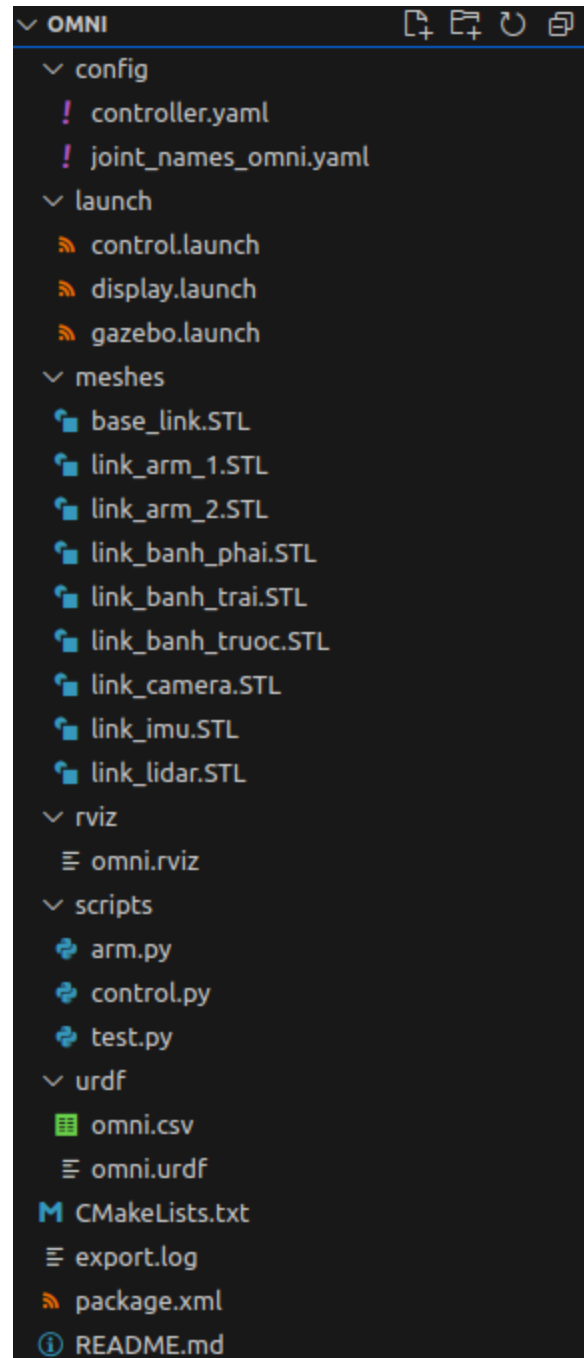 OMNI
config
controller.yaml
joint_names_omni.yaml
launch
control.launch
display.launch
gazebo.launch
meshes
base_link.STL
link_arm_1.STL
link_arm_2.STL
link_banh_phai.STL
link_banh_trai.STL
link_banh_truoc.STL
link_camera.STL
link_imu.STL
link_lidar.STL
rviz
omni.rviz
scripts
arm.py
control.py
test.py
urdf
omni.csv
omni.urdf
CMakeLists.txt
export.log
package.xml
README.md